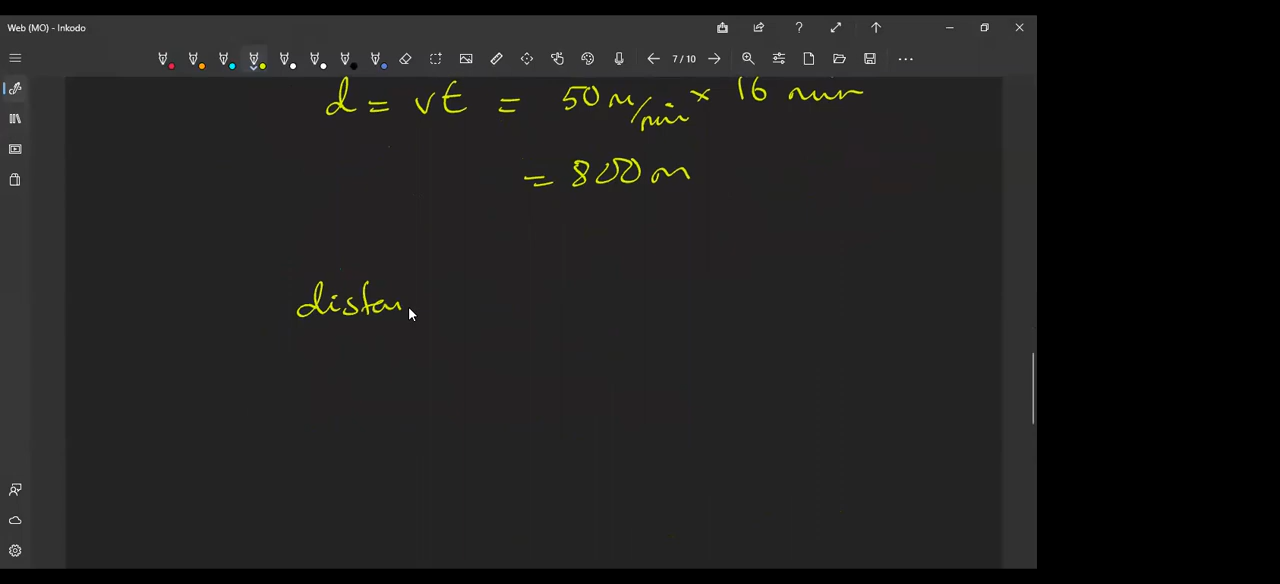 Web (MO) - Inkodo
7 / 10
d = vt = 50 m/min × 16 min
= 800 m
distan